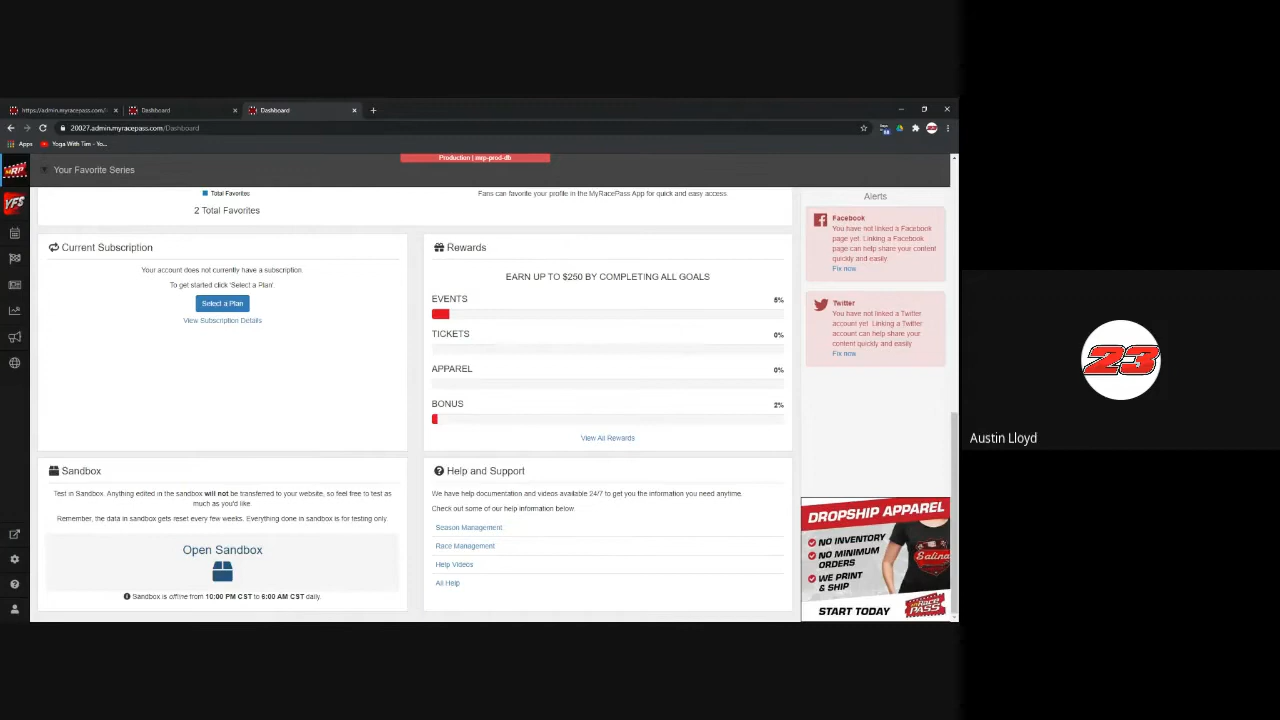 https://admin.myracepass.com/
Dashboard
Dashboard
20027.admin.myracepass.com/Dashboard
Apps
Yoga With Tim - Yo...
Production | mrp-prod-db
MRP
Your Favorite Series
YFS
Total Favorites
2 Total Favorites
Fans can favorite your profile in the MyRacePass App for quick and easy access.
Current Subscription
Your account does not currently have a subscription
To get started click 'Select a Plan'.
Select a Plan
View Subscription Details
Rewards
EARN UP TO $250 BY COMPLETING ALL GOALS
EVENTS
5%
TICKETS
0%
APPAREL
0%
BONUS
2%
View All Rewards
Sandbox
Test in Sandbox. Anything edited in the sandbox will not be transferred to your website, so feel free to test as
much as you'd like.
Remember, the data in sandbox gets reset every few weeks. Everything done in sandbox is for testing only.
Open Sandbox
Sandbox is offline from 10:00 PM CST to 6:00 AM CST daily.
Help and Support
We have help documentation and videos available 24/7 to get you the information you need anytime.
Check out some of our help information below
Season Management
Race Management
Help Videos
All Help
Alerts
Facebook
You have not linked a Facebook
page yet. Linking a Facebook
page can help share your content
quickly and easily.
Fix now
Twitter
You have not linked a Twitter
account yet. Linking a Twitter
account can help share your
content quickly and easily
Fix now
DROPSHIP APPAREL
NO INVENTORY
NO MINIMUM
ORDERS
WE PRINT
& SHIP
Salina
START TODAY
MY RACE
PASS
23
Austin Lloyd